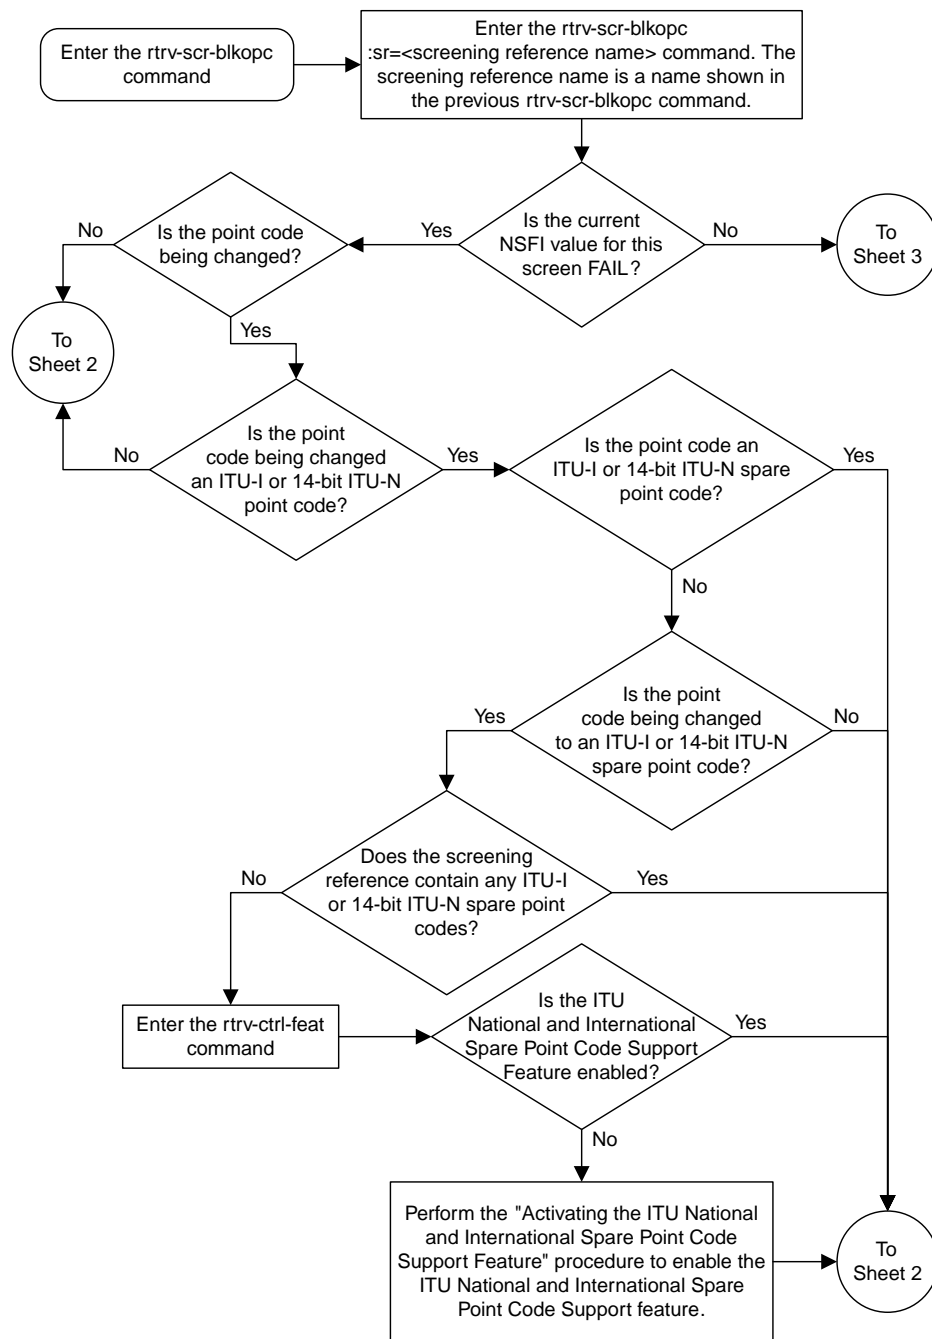 Enter the rtrv-scr-blkopc
command
Enter the rtrv-scr-blkopc
:sr=<screening reference name> command. The
screening reference name is a name shown in
the previous rtrv-scr-blkopc command.
No
Is the point code
being changed?
Yes
Is the current
NSFI value for this
screen FAIL?
No
To
Sheet 3
To
Sheet 2
Yes
No
Is the point
code being changed
an ITU-I or 14-bit ITU-N
point code?
Yes
Is the point code an
ITU-I or 14-bit ITU-N spare
point code?
Yes
No
Yes
Is the point
code being changed
to an ITU-I or 14-bit ITU-N
spare point code?
No
No
Does the screening
reference contain any ITU-I
or 14-bit ITU-N spare point
codes?
Yes
Enter the rtrv-ctrl-feat
command
Is the ITU
National and International
Spare Point Code Support
Feature enabled?
Yes
No
Perform the "Activating the ITU National
and International Spare Point Code
Support Feature" procedure to enable the
ITU National and International Spare
Point Code Support feature.
To
Sheet 2